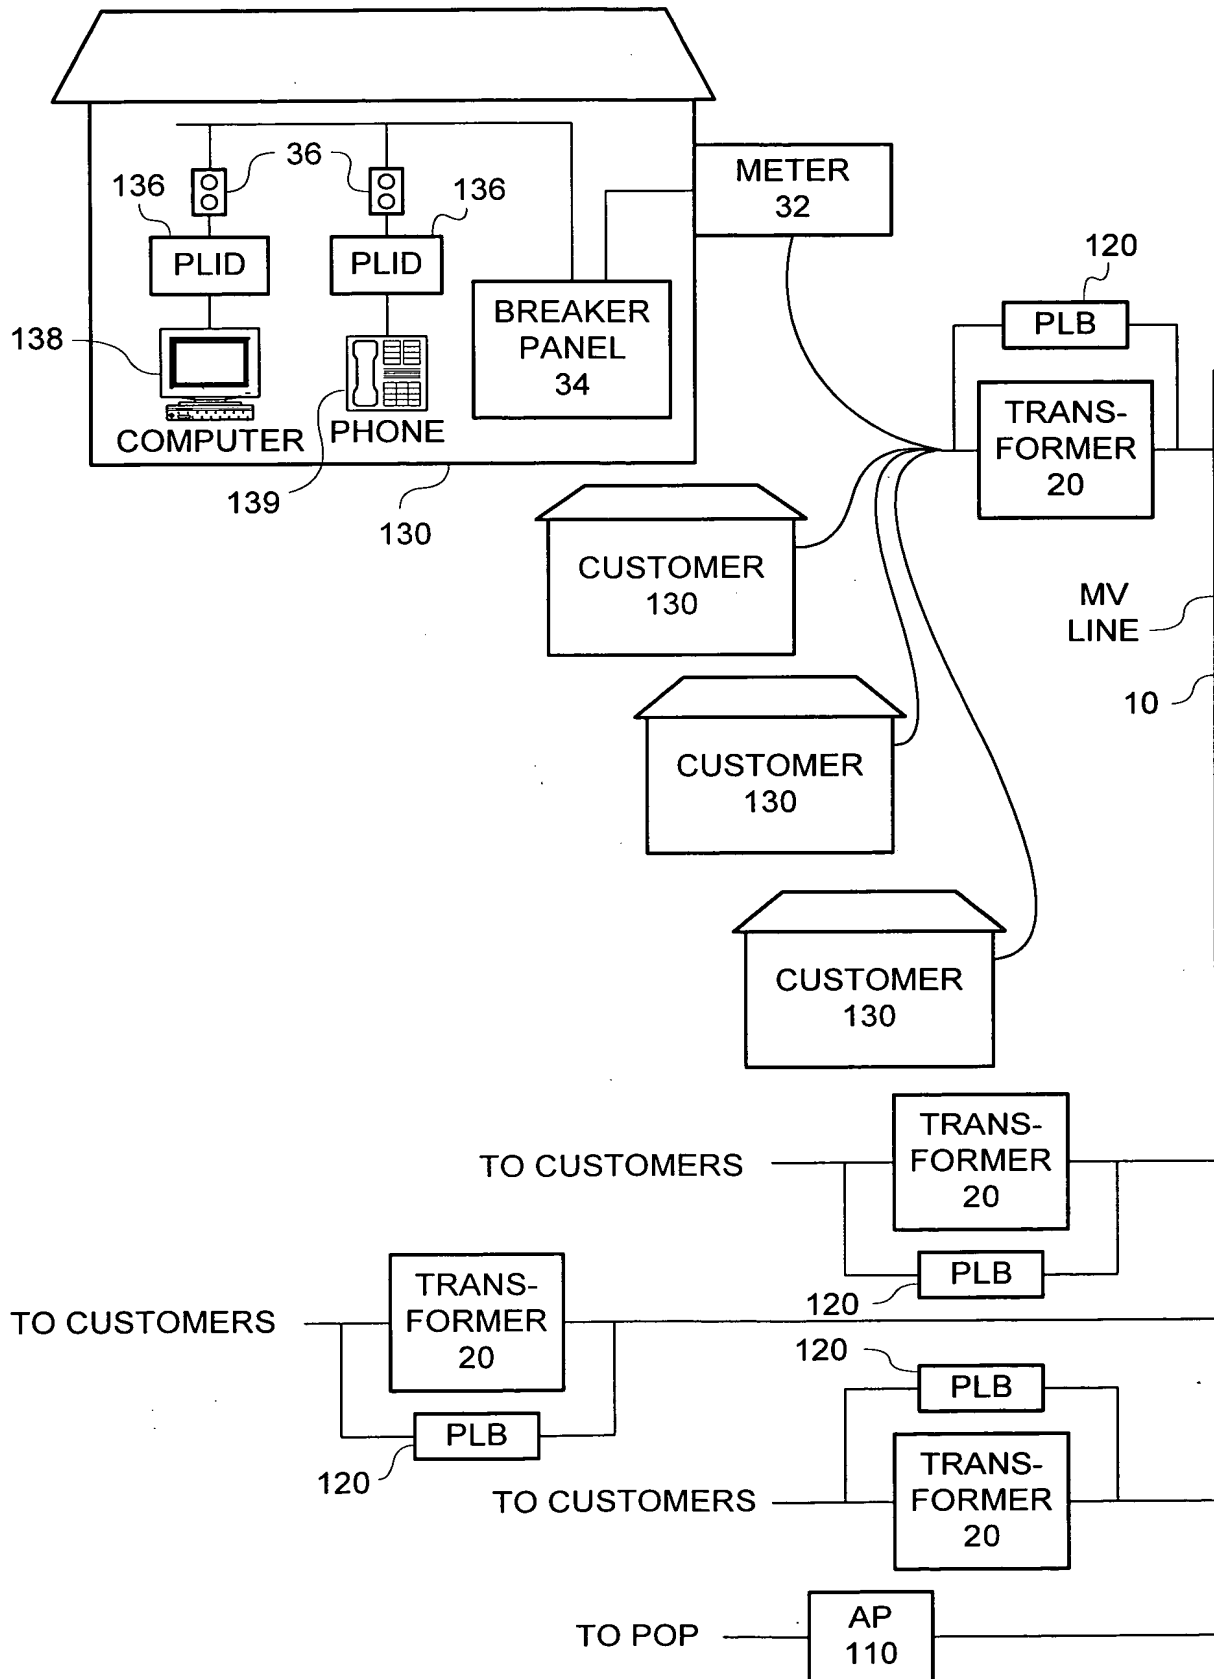 36
136
136
METER
32
PLID
PLID
120
PLB
BREAKER
PANEL
34
138
TRANS-
FORMER
20
COMPUTER
PHONE
139
130
CUSTOMER
130
MV
LINE
10
CUSTOMER
130
CUSTOMER
130
TRANS-
FORMER
20
TO CUSTOMERS
PLB
120
TRANS-
FORMER
20
TO CUSTOMERS
120
PLB
PLB
120
TRANS-
FORMER
20
TO CUSTOMERS
AP
110
TO POP